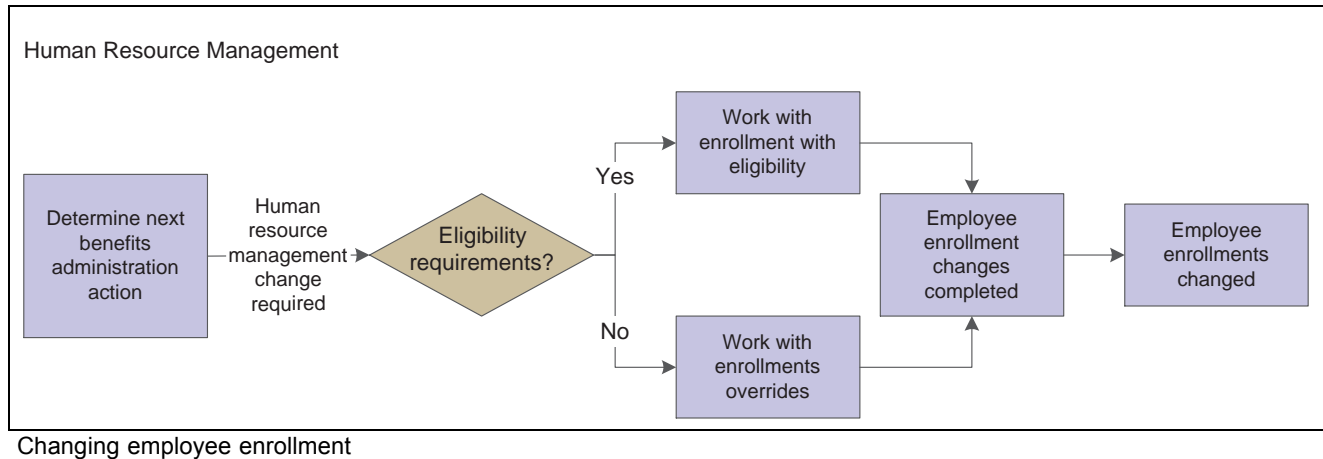 Human Resource Management
Determine next
benefits
administration
action
Human
resource
management
change
required
Eligibility
requirements?
Yes
No
Work with
enrollment with
eligibility
Work with
enrollments
overrides
Employee
enrollment
changes
completed
Employee
enrollments
changed
Changing employee enrollment